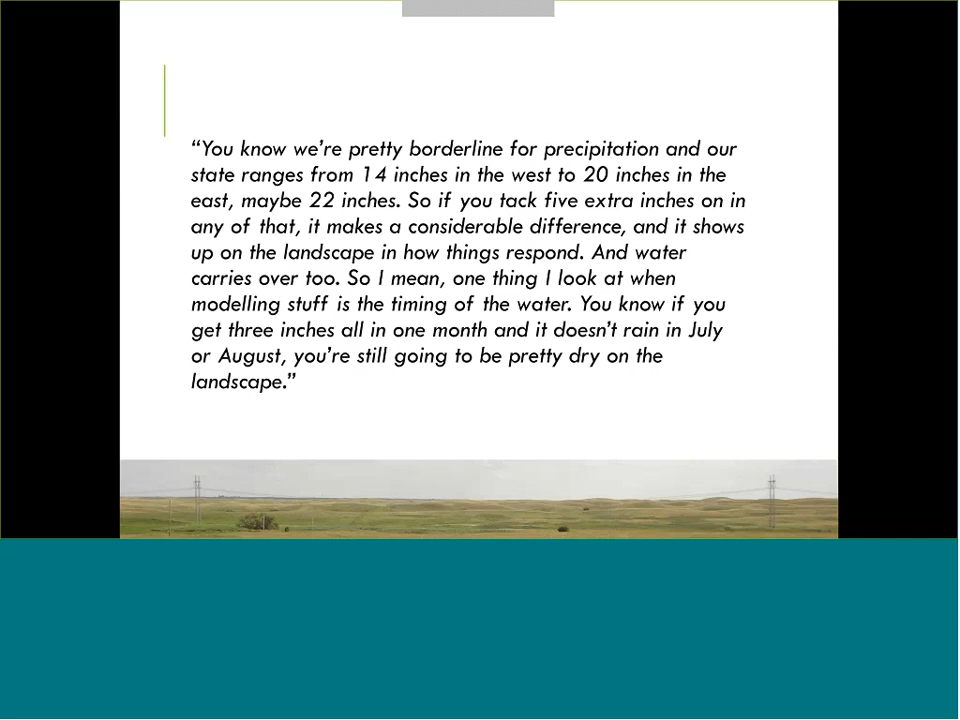 “You know we’re pretty borderline for precipitation and our
state ranges from 14 inches in the west to 20 inches in the
east, maybe 22 inches. So if you tack five extra inches on in
any of that, it makes a considerable difference, and it shows
up on the landscape in how things respond. And water
carries over too. So I mean, one thing I look at when
modelling stuff is the timing of the water. You know if you
get three inches all in one month and it doesn’t rain in July
or August, you’re still going to be pretty dry on the
landscape.”